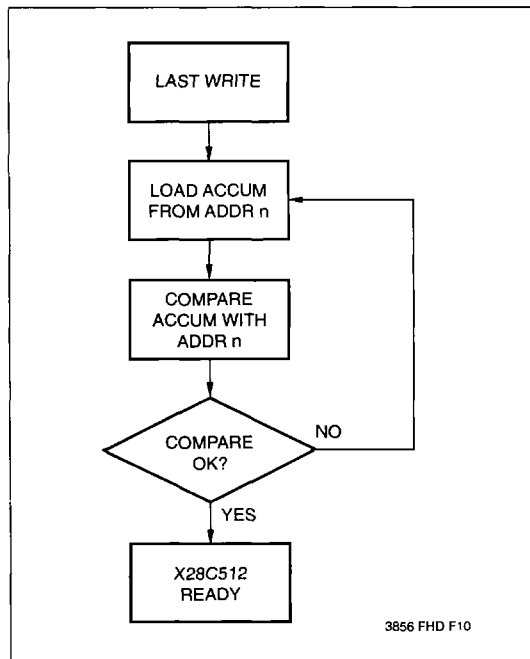 LAST WRITE
LOAD ACCUM
FROM ADDR n
COMPARE
ACCUM WITH
ADDR n
COMPARE
OK?
NO
YES
X28C512
READY
3856 FHD F10